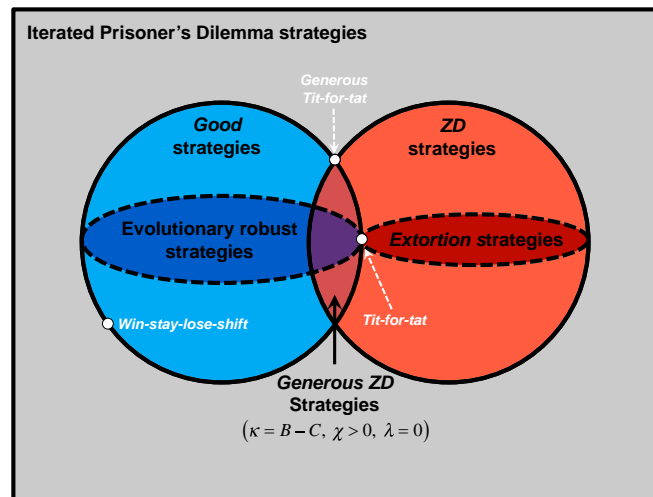 Iterated Prisoner's Dilemma strategies
Generous
Tit-for-tat
Good
strategies
ZD
strategies
Evolutionary robust
strategies
Extortion strategies
Win-stay-lose-shift
Tit-for-tat
Generous ZD
Strategies
(κ = B – C, χ > 0, λ = 0)